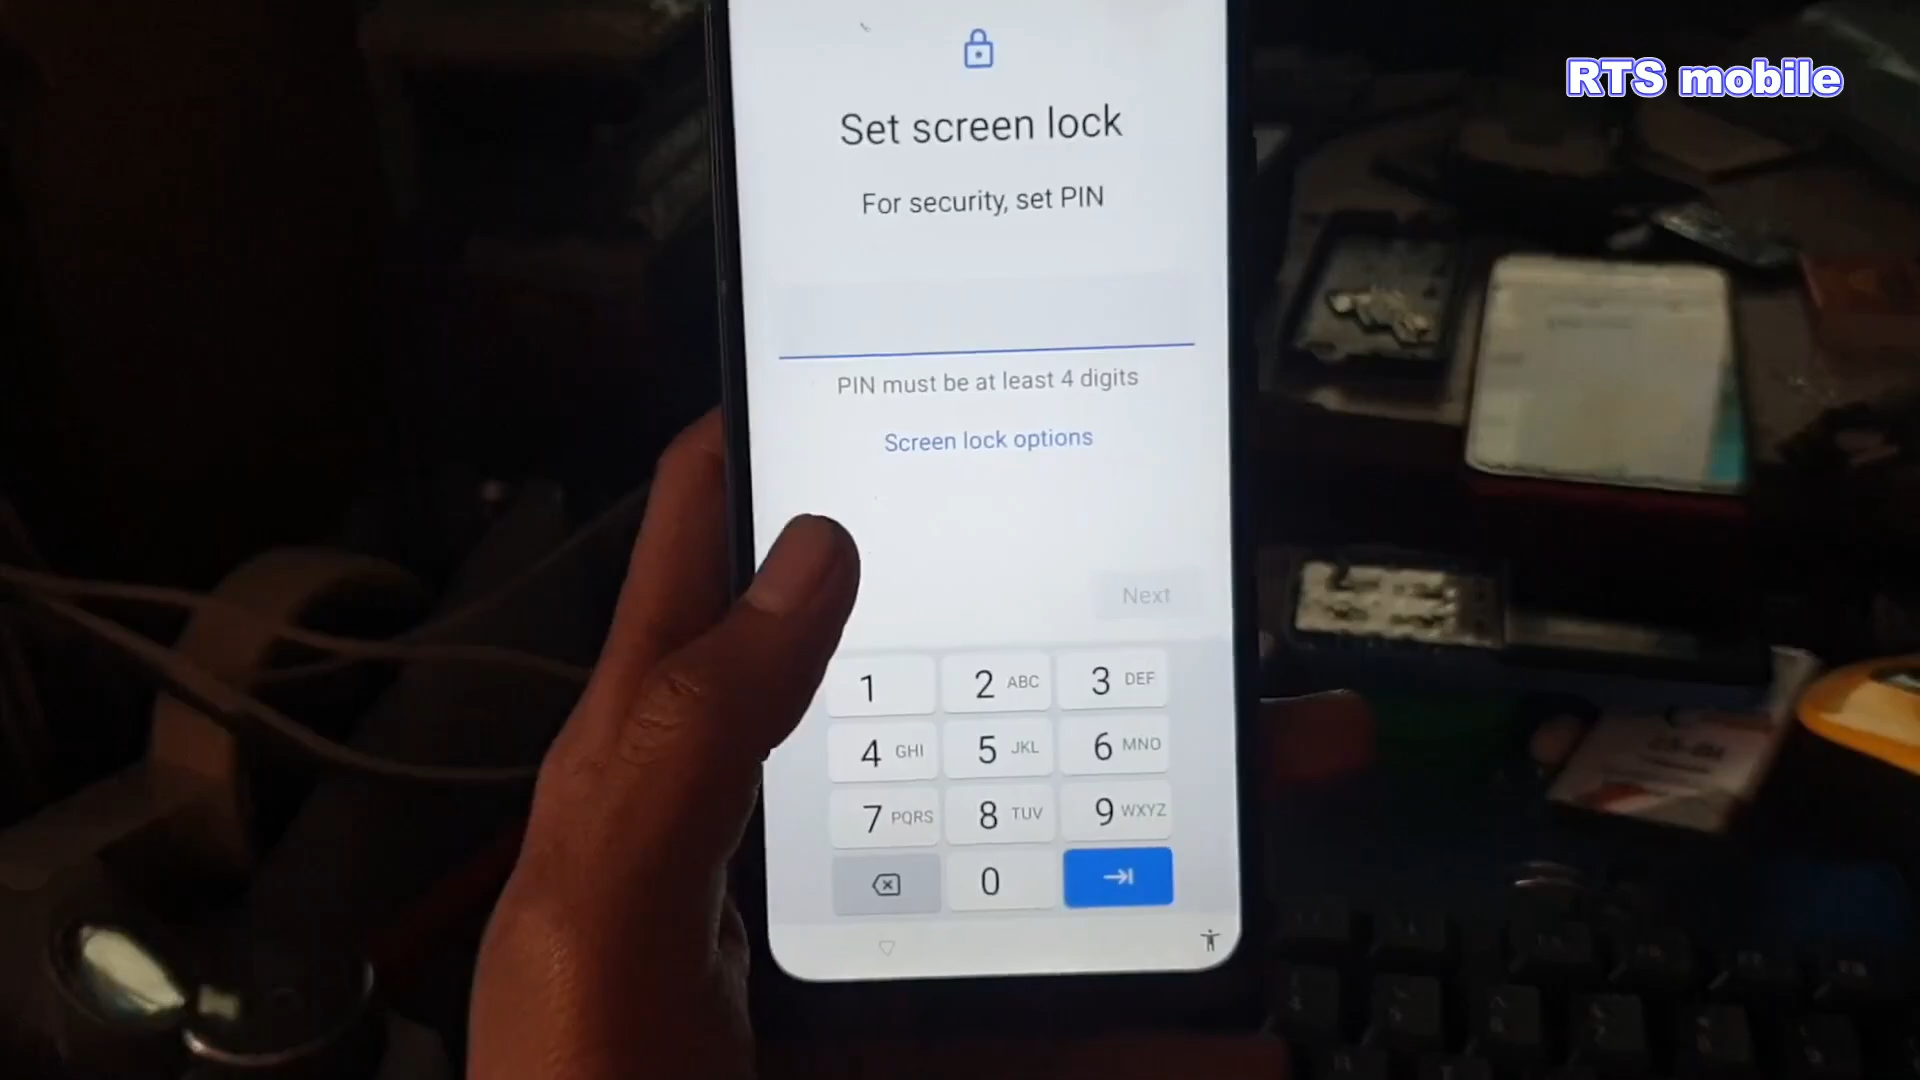 RTS mobile
Set screen lock
For security, set PIN
PIN must be at least 4 digits
Screen lock options
Next
1
2 ABC
3 DEF
4 GHI
5 JKL
6 MNO
7 PQRS
8 TUV
9 WXYZ
0